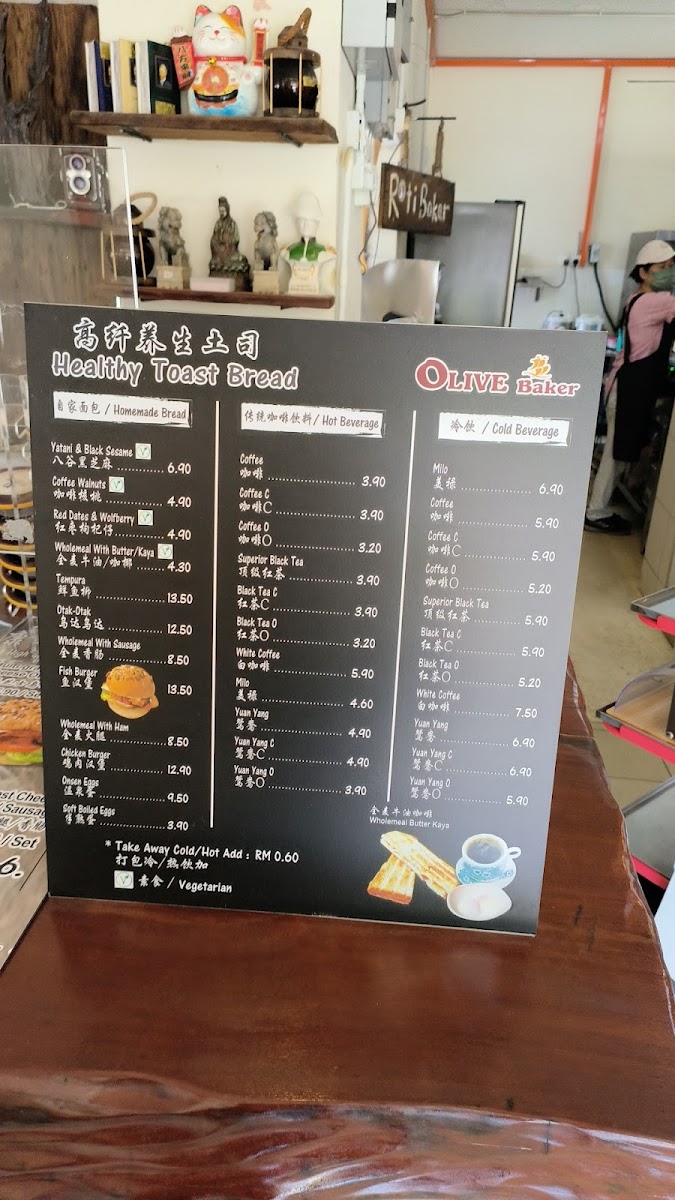 八方来财
Roti Bakar
高纤养生土司
Healthy Toast Bread
OLIVE Baker
自家面包 / Homemade Bread
Yatani & Black Sesame V
八谷黑芝麻 ............ 6.90
Coffee Walnuts V
咖啡核桃 ............ 4.90
Red Dates & Wolfberry V
红枣枸杞仔 ............ 4.90
Wholemeal With Butter/Kaya V
全麦牛油/咖椰 ............ 4.30
Tempura
鲜鱼柳 ............ 13.50
Otak-Otak
乌达乌达 ............ 12.50
Wholemeal With Sausage
全麦香肠 ............ 8.50
Fish Burger
鱼汉堡 ............ 13.50
Wholemeal With Ham
全麦火腿 ............ 8.50
Chicken Burger
鸡肉汉堡 ............ 12.90
Onsen Eggs
温泉蛋 ............ 9.50
Soft Boiled Eggs
半熟蛋 ............ 3.90
传统咖啡饮料 / Hot Beverage
Coffee
咖啡 ............ 3.90
Coffee C
咖啡C ............ 3.90
Coffee O
咖啡O ............ 3.20
Superior Black Tea
顶级红茶 ............ 3.90
Black Tea C
红茶C ............ 3.90
Black Tea O
红茶O ............ 3.20
White Coffee
白咖啡 ............ 5.90
Milo
美禄 ............ 4.60
Yuan Yang
鸳鸯 ............ 4.90
Yuan Yang C
鸳鸯C ............ 4.90
Yuan Yang O
鸳鸯O ............ 3.90
冷饮 / Cold Beverage
Milo
美禄 ............ 6.90
Coffee
咖啡 ............ 5.90
Coffee C
咖啡C ............ 5.90
Coffee O
咖啡O ............ 5.20
Superior Black Tea
顶级红茶 ............ 5.90
Black Tea C
红茶C ............ 5.90
Black Tea O
红茶O ............ 5.20
White Coffee
白咖啡 ............ 7.50
Yuan Yang
鸳鸯 ............ 6.90
Yuan Yang C
鸳鸯C ............ 6.90
Yuan Yang O
鸳鸯O ............ 5.90
全麦牛油咖啡
Wholemeal Butter Kaya
* Take Away Cold/Hot Add : RM 0.60
打包冷/热饮加
V 素食 / Vegetarian
/Set
6.